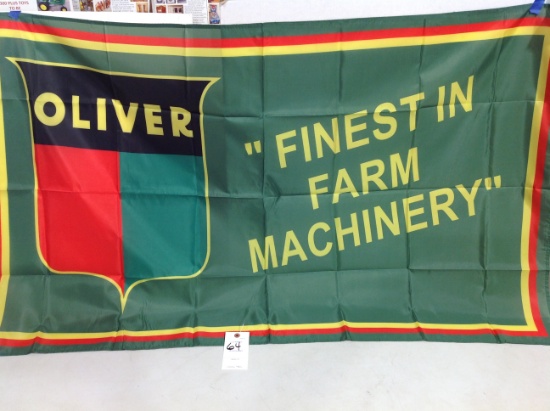 OLIVER
" FINEST IN
FARM
MACHINERY"
64